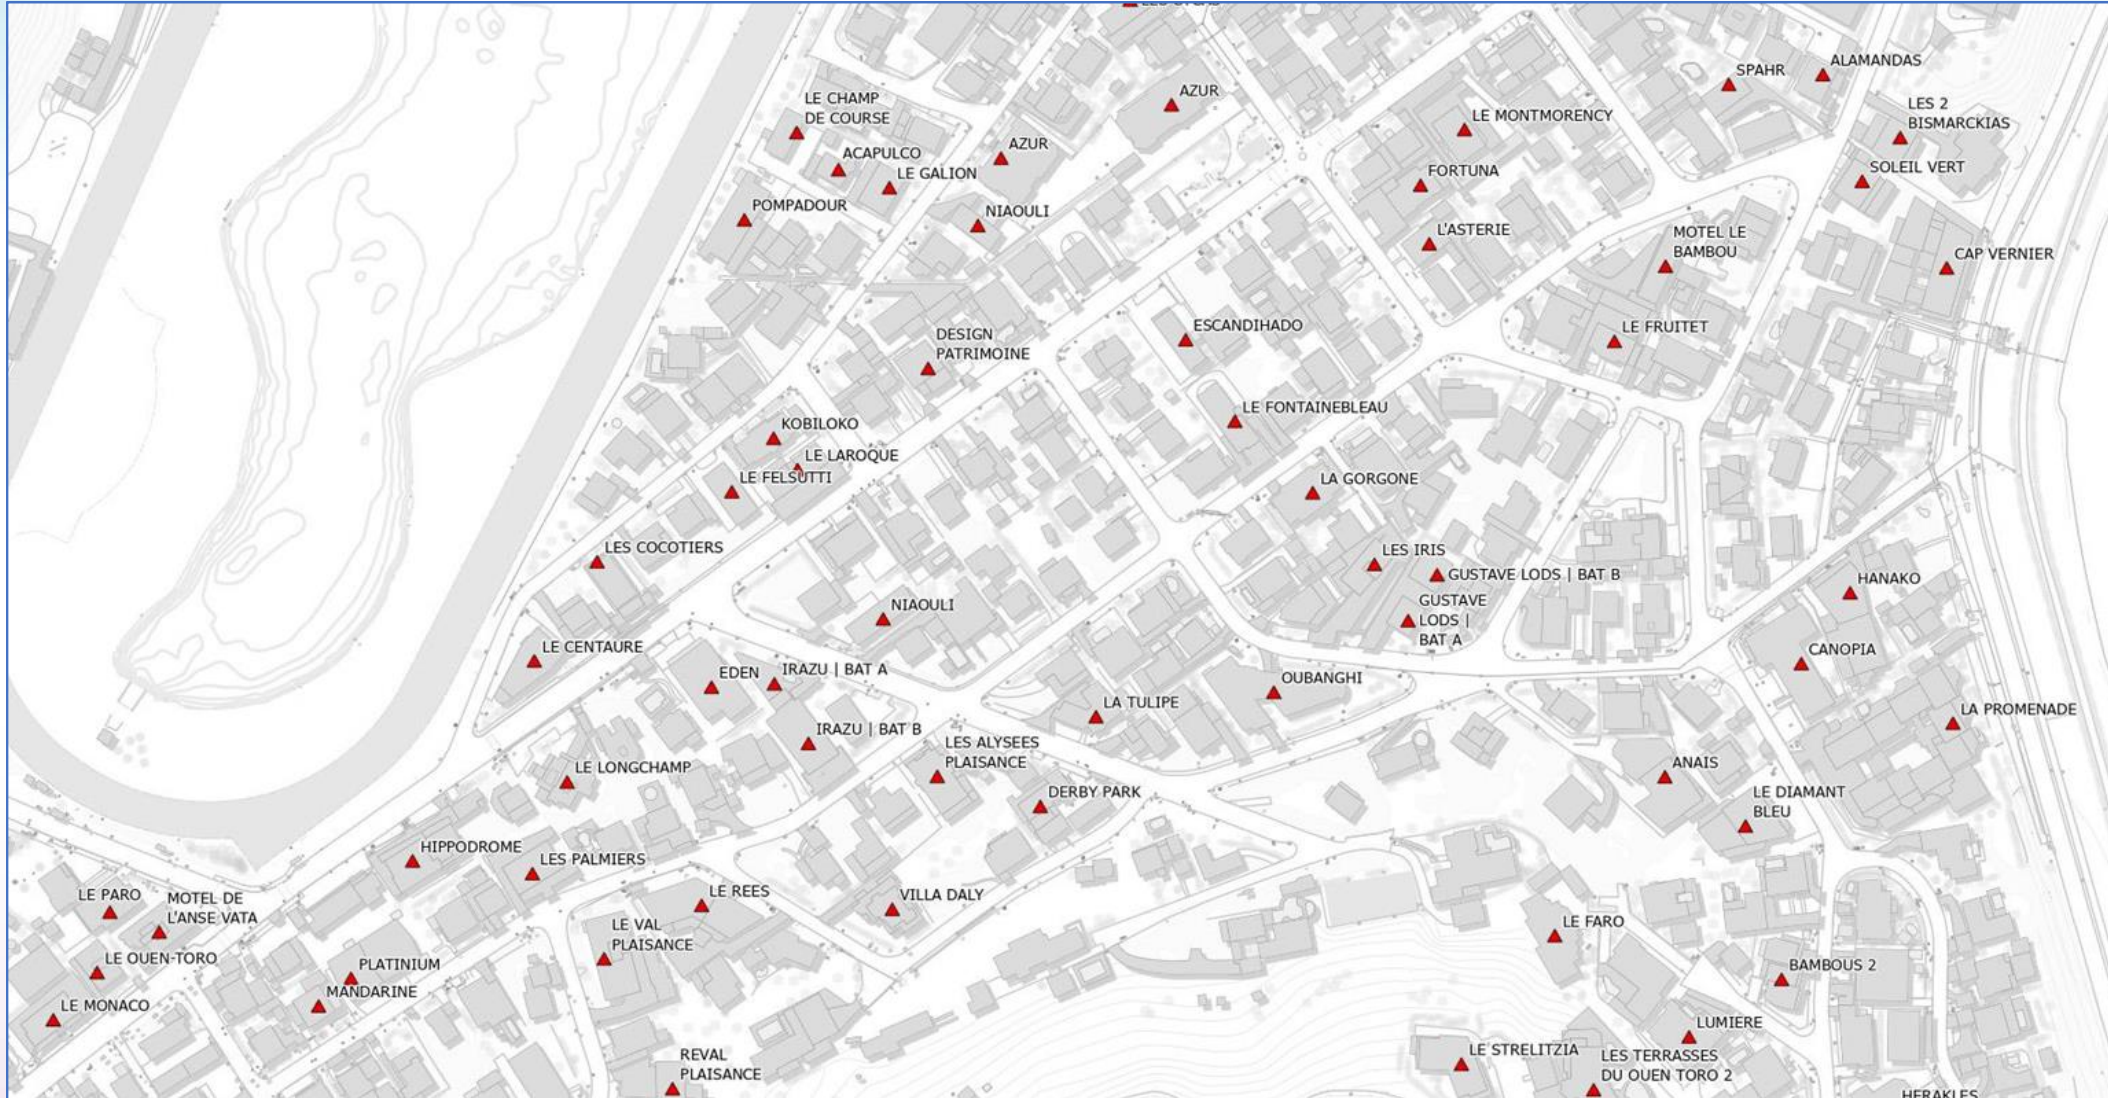 LES CYCAS
SPAHR
ALAMANDAS
LE CHAMP
DE COURSE
AZUR
LES 2
BISMARCKIAS
LE MONTMORENCY
AZUR
ACAPULCO
LE GALION
FORTUNA
SOLEIL VERT
POMPADOUR
NIAOULI
L'ASTERIE
MOTEL LE
BAMBOU
CAP VERNIER
ESCANDIHADO
LE FRUITET
DESIGN
PATRIMOINE
LE FONTAINEBLEAU
KOBILOKO
LE LAROQUE
LE FELSUTTI
LA GORGONE
LES COCOTIERS
LES IRIS
GUSTAVE LODS | BAT B
HANAKO
NIAOULI
GUSTAVE
LODS |
BAT A
LE CENTAURE
CANOPIA
EDEN
IRAZU | BAT A
OUBANGHI
LA TULIPE
LA PROMENADE
IRAZU | BAT B
LES ALYSEES
PLAISANCE
LE LONGCHAMP
ANAIS
DERBY PARK
LE DIAMANT
BLEU
HIPPODROME
LES PALMIERS
LE PARO
MOTEL DE
L'ANSE VATA
LE REES
VILLA DALY
LE VAL
PLAISANCE
LE FARO
LE OUEN-TORO
PLATINIUM
BAMBOUS 2
MANDARINE
LE MONACO
LUMIERE
REVAL
PLAISANCE
LE STRELITZIA
LES TERRASSES
DU OUEN TORO 2
HERAKLES